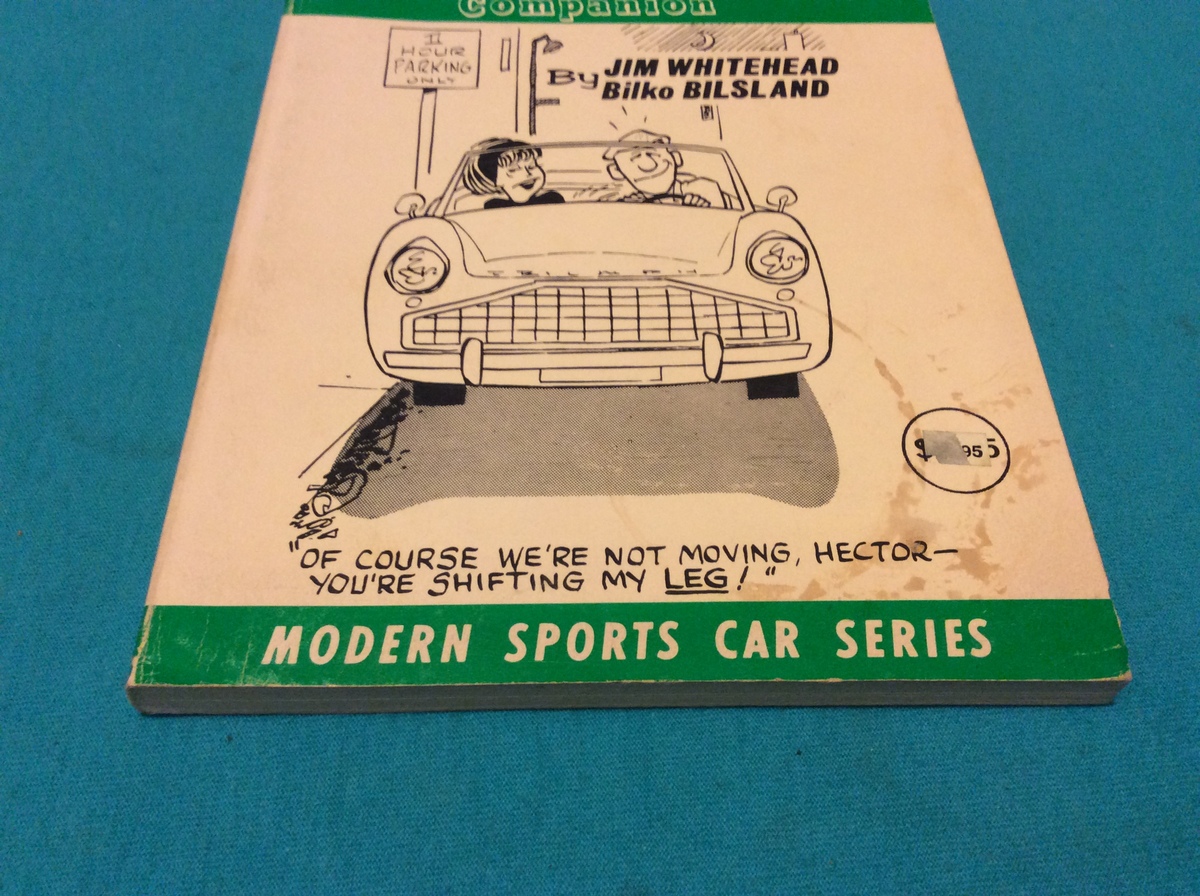 Companion
II
HOUR
PARKING
ONLY
By JIM WHITEHEAD
Bilko BILSLAND
"OF COURSE WE'RE NOT MOVING, HECTOR—
YOU'RE SHIFTING MY LEG!"
MODERN SPORTS CAR SERIES